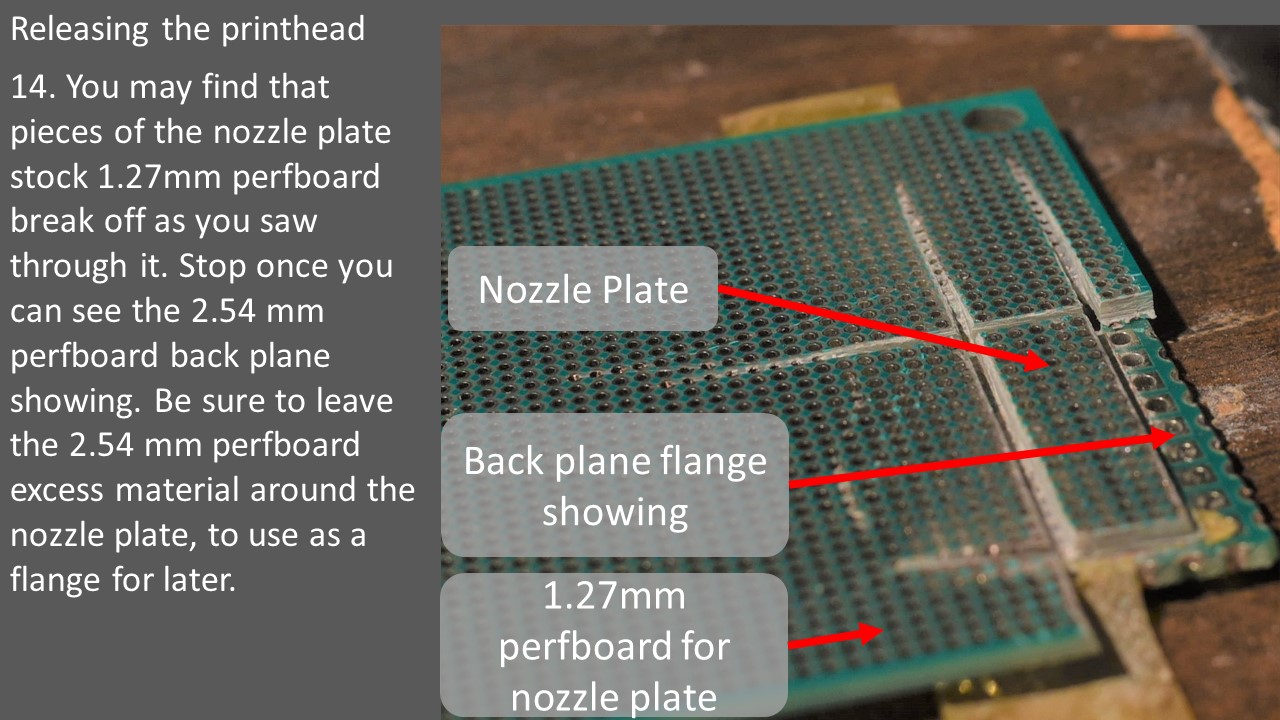 Releasing the printhead
14. You may find that
pieces of the nozzle plate
stock 1.27mm perfboard
break off as you saw
through it. Stop once you
can see the 2.54 mm
perfboard back plane
showing. Be sure to leave
the 2.54 mm perfboard
excess material around the
nozzle plate, to use as a
flange for later.
Nozzle Plate
Back plane flange
showing
1.27mm
perfboard for
nozzle plate